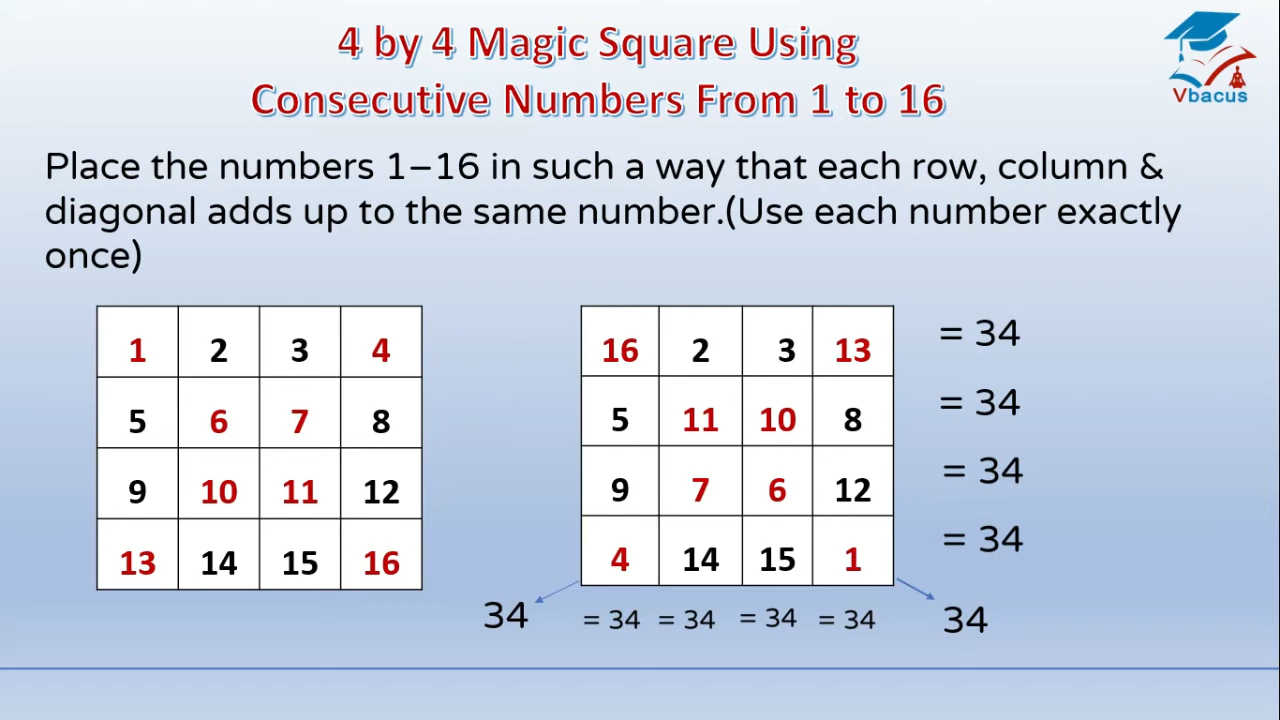 4 by 4 Magic Square Using
Consecutive Numbers From 1 to 16
Vbacus
Place the numbers 1–16 in such a way that each row, column &
diagonal adds up to the same number.(Use each number exactly
once)
1 2 3 4
5 6 7 8
9 10 11 12
13 14 15 16
16 2 3 13 = 34
5 11 10 8 = 34
9 7 6 12 = 34
4 14 15 1 = 34
34 = 34 = 34 = 34 = 34 34